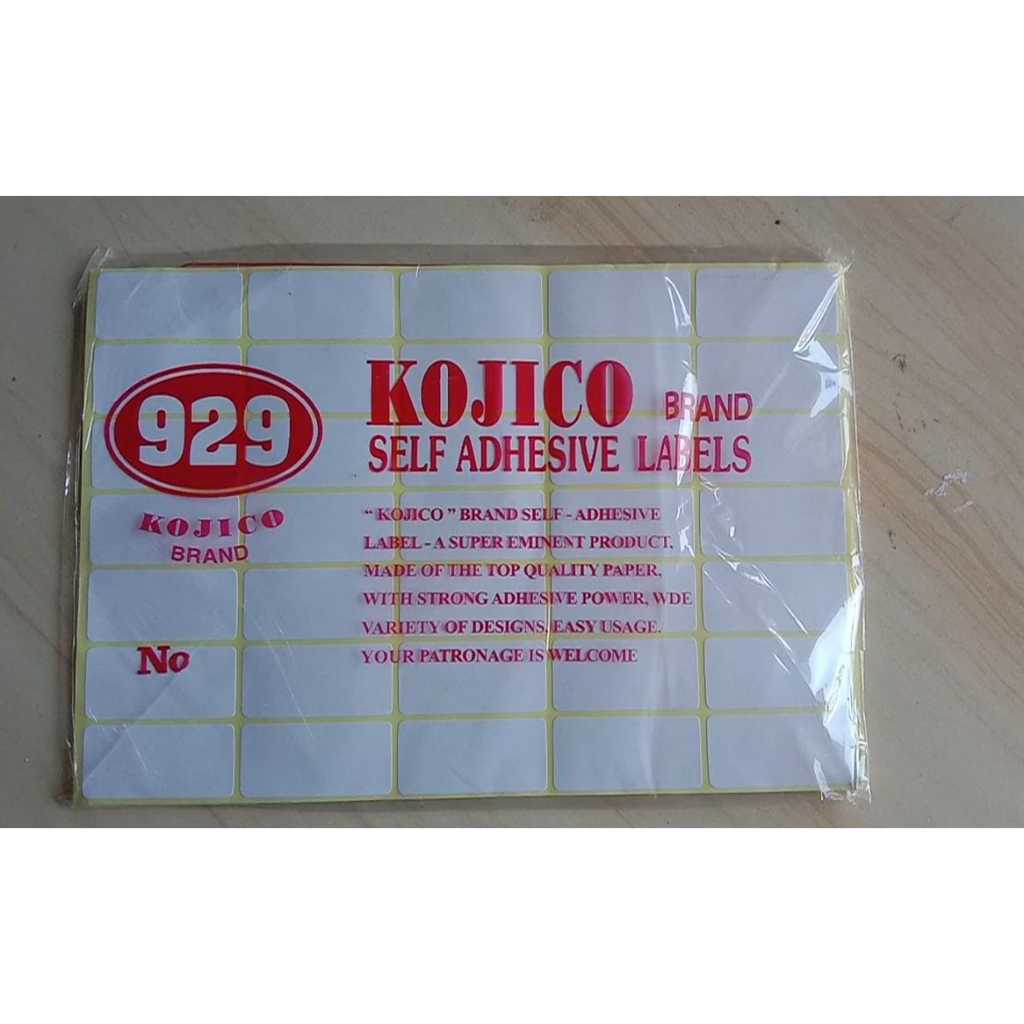 929
KOJICO
BRAND
No
KOJICO BRAND
SELF ADHESIVE LABELS
“ KOJICO ” BRAND SELF - ADHESIVE
LABEL - A SUPER EMINENT PRODUCT,
MADE OF THE TOP QUALITY PAPER,
WITH STRONG ADHESIVE POWER, WDE
VARIETY OF DESIGNS, EASY USAGE.
YOUR PATRONAGE IS WELCOME